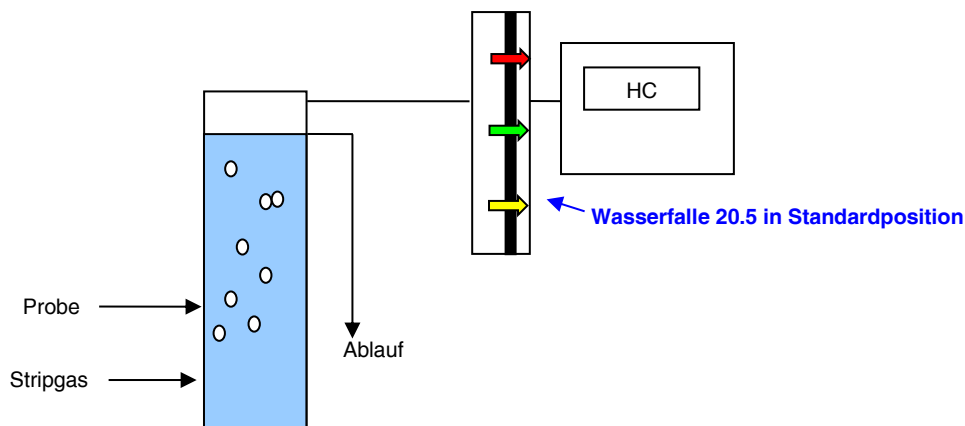 HC
Wasserfalle 20.5 in Standardposition
Probe
Ablauf
Stripgas